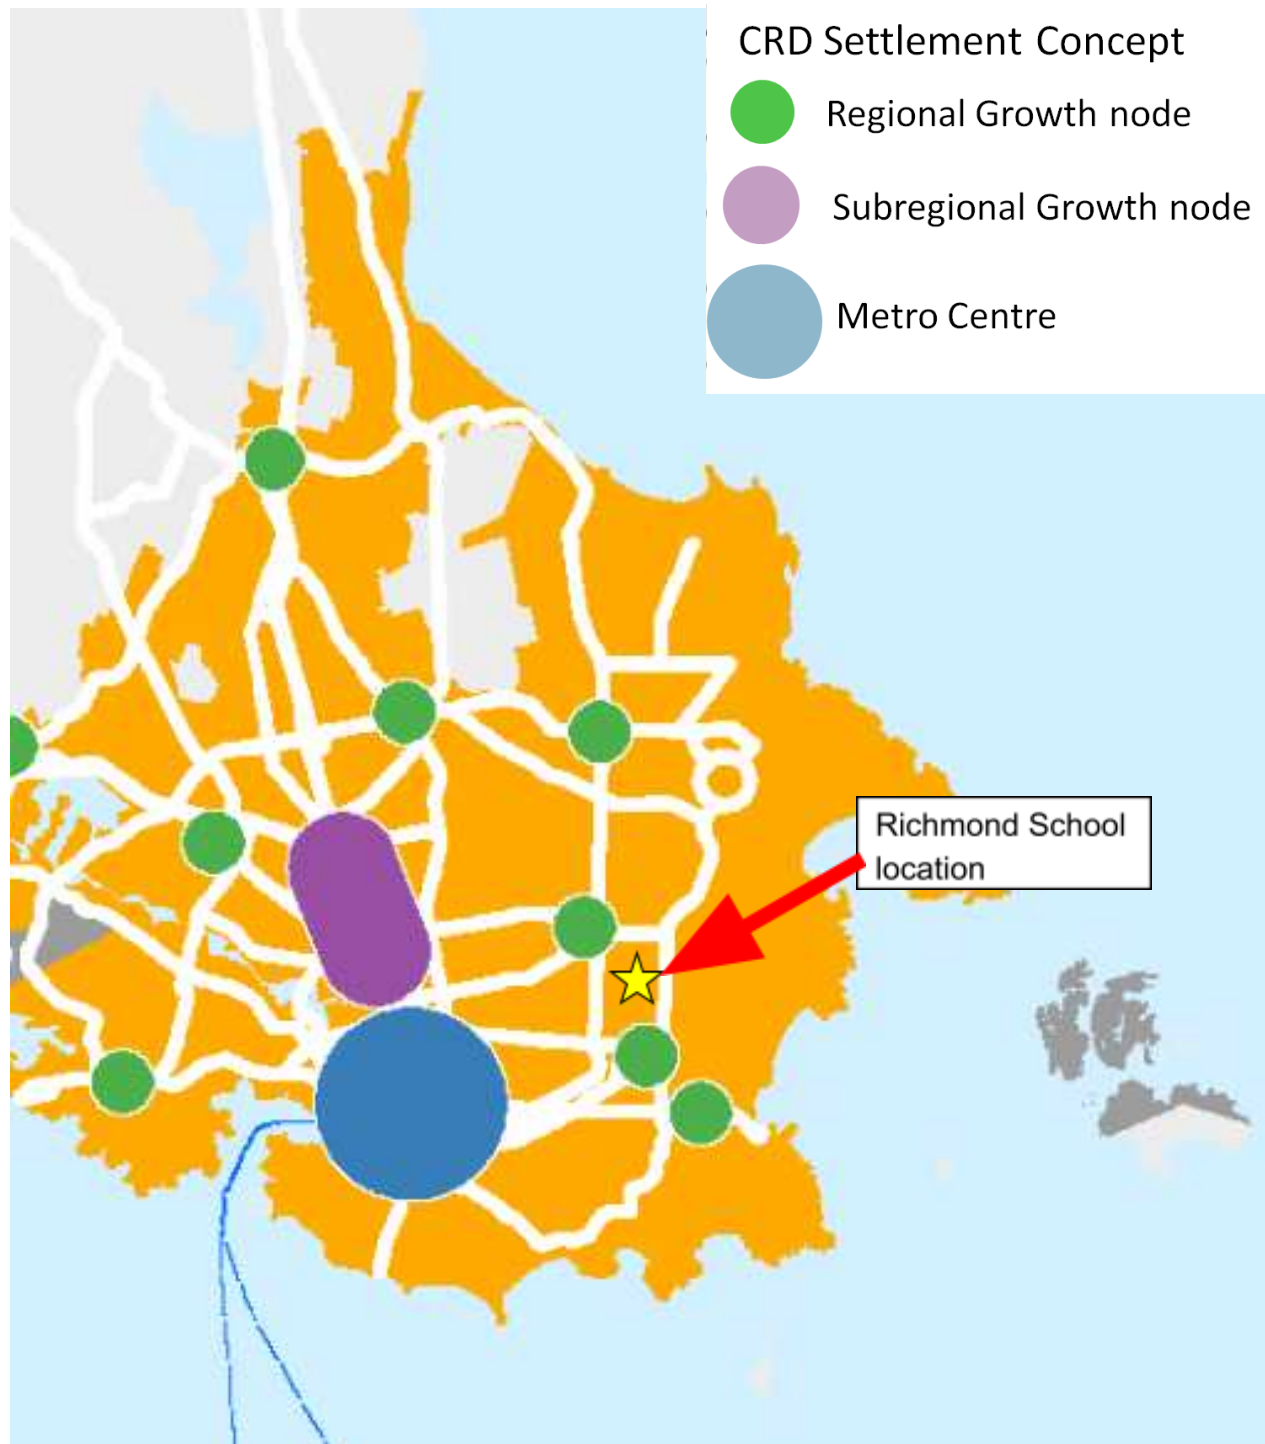 CRD Settlement Concept
Regional Growth node
Subregional Growth node
Metro Centre
Richmond School
location